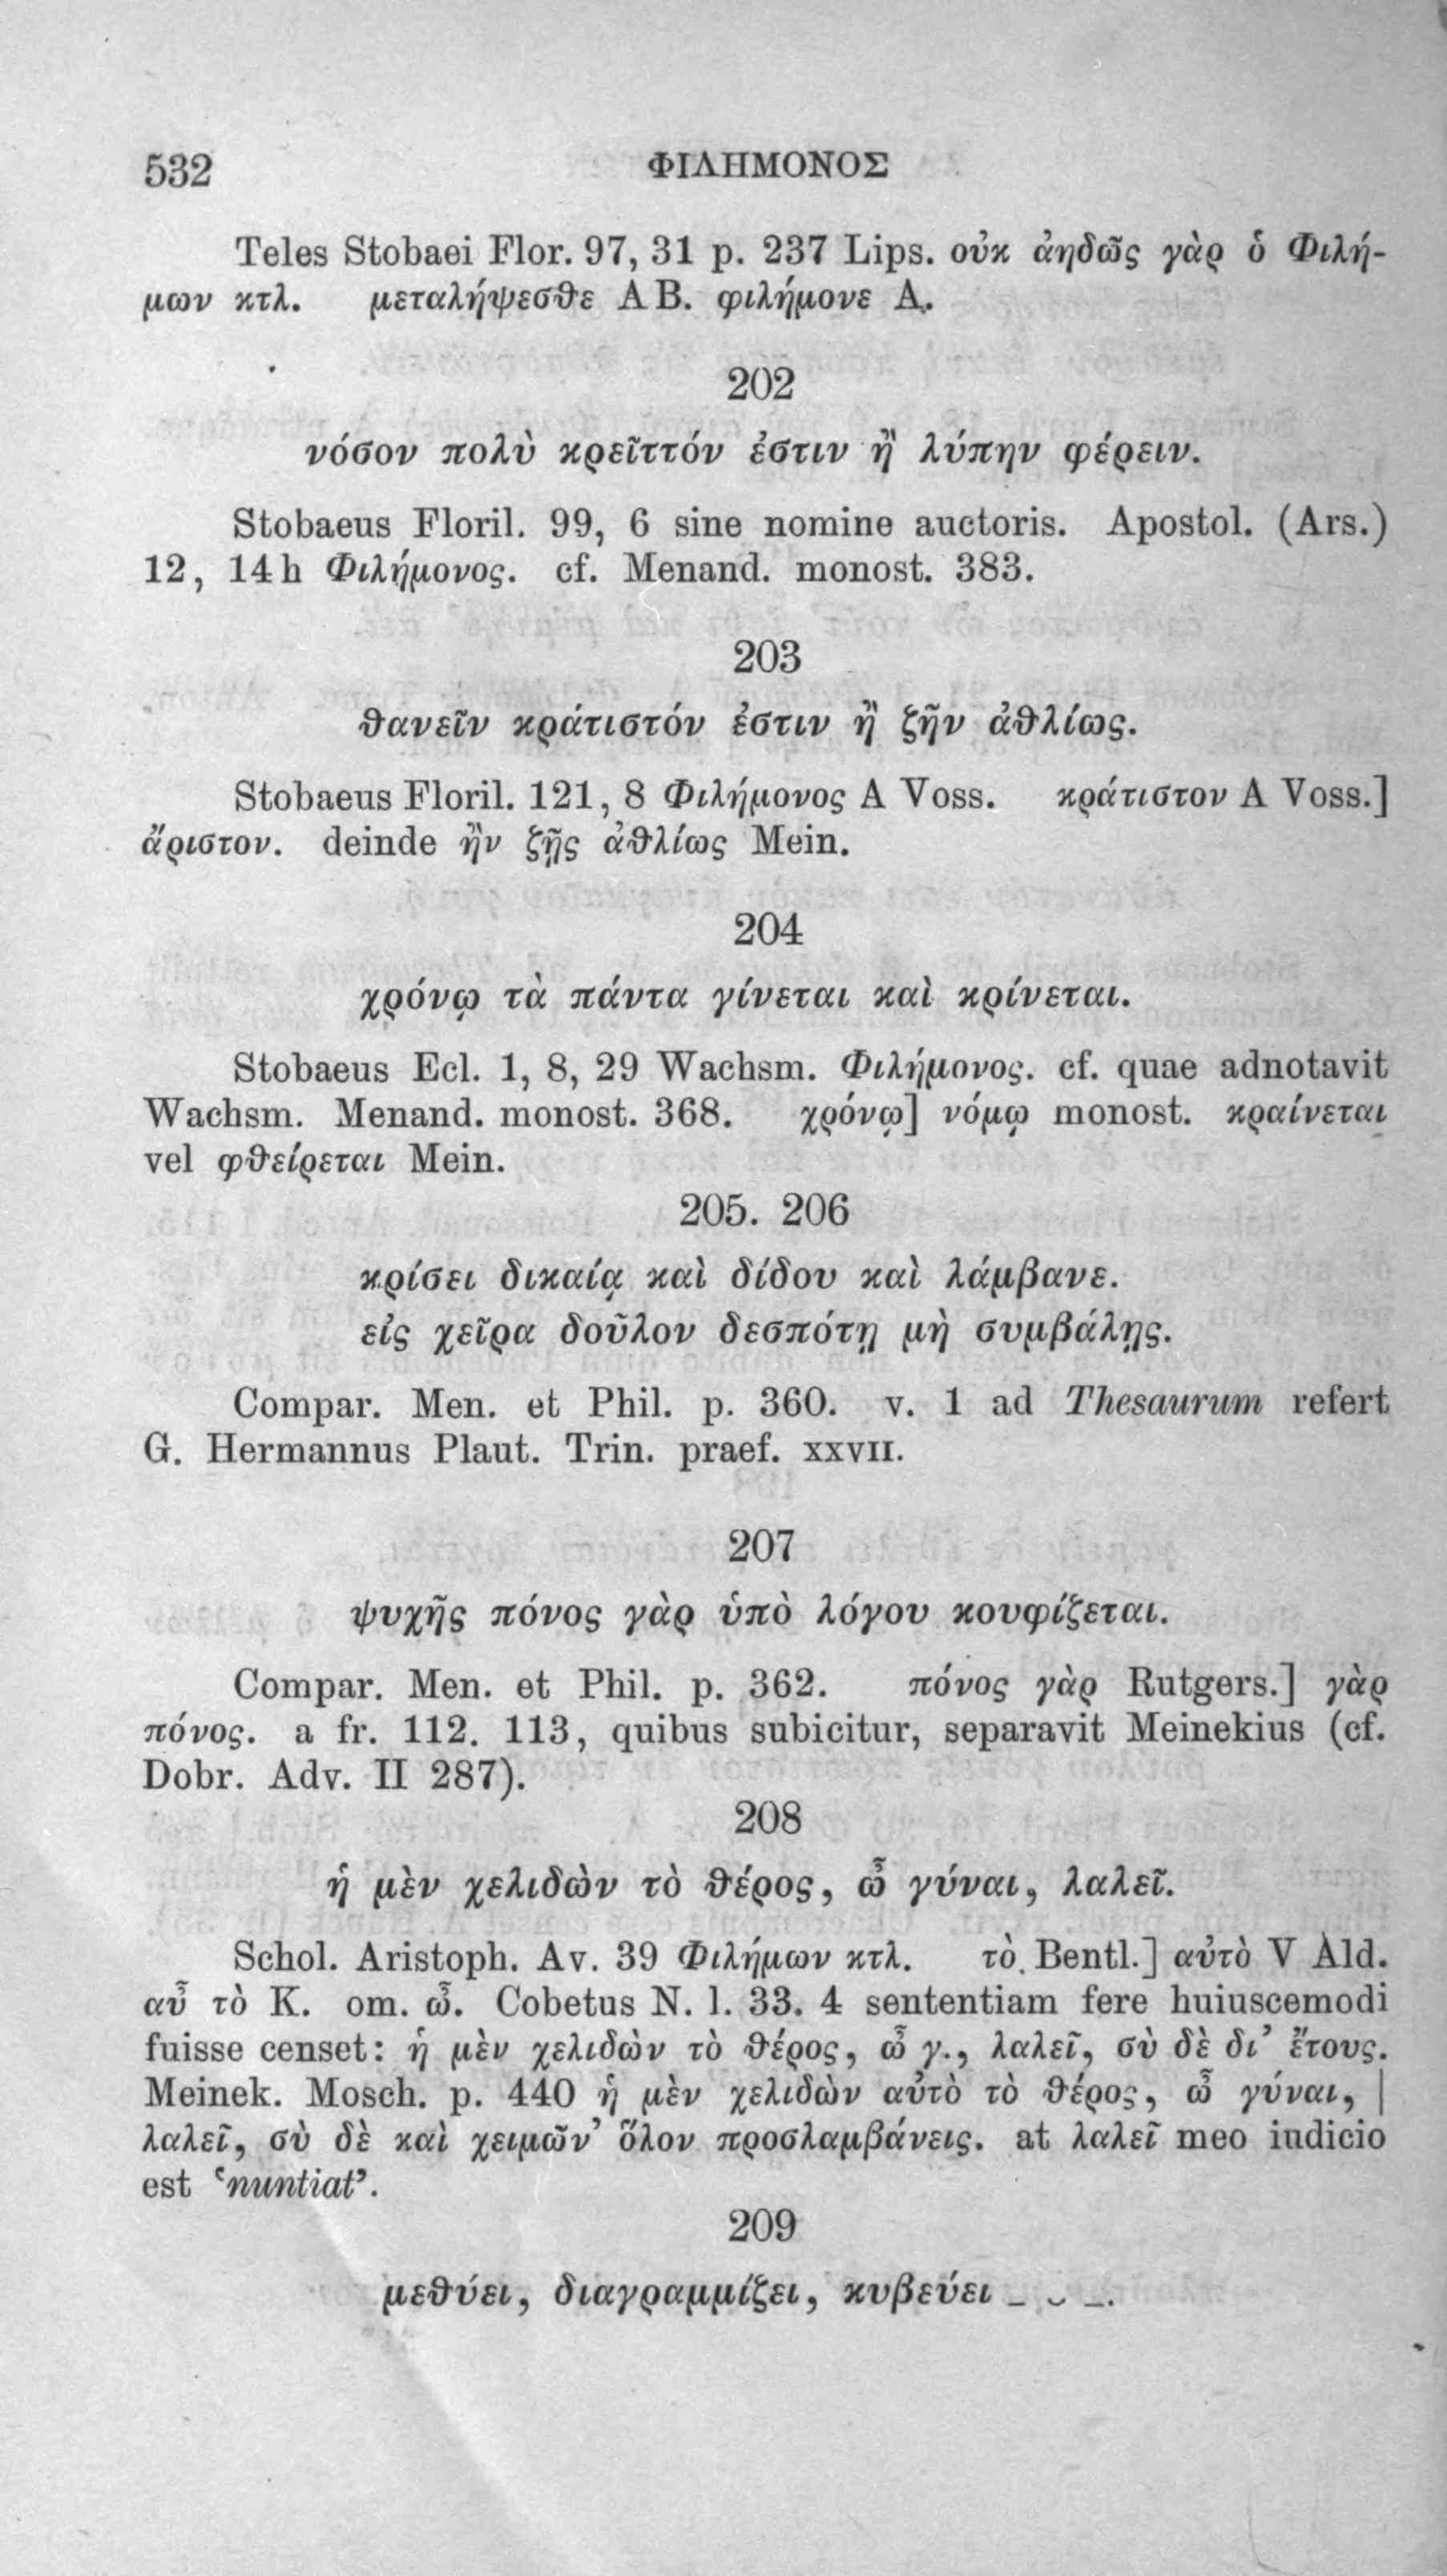 532
ΦΙΛΗΜΟΝΟΣ
Teles Stobaei Flor. 97, 31 p. 237 Lips. οὐκ ἀηδῶς γὰρ ὁ Φιλή-
μων κτλ. μεταλήψεσθε A B. φιλήμονε A.
202
νόσον πολὺ κρεῖττόν ἐστιν ἢ λύπην φέρειν.
Stobaeus Floril. 99, 6 sine nomine auctoris. Apostol. (Ars.)
12, 14 h Φιλήμονος. cf. Menand. monost. 383.
203
θανεῖν κράτιστόν ἐστιν ἢ ζῆν ἀθλίως.
Stobaeus Floril. 121, 8 Φιλήμονος A Voss. κράτιστον A Voss.]
ἄριστον. deinde ἢν ζῇς ἀθλίως Mein.
204
χρόνῳ τὰ πάντα γίνεται καὶ κρίνεται.
Stobaeus Ecl. 1, 8, 29 Wachsm. Φιλήμονος. cf. quae adnotavit
Wachsm. Menand. monost. 368. χρόνῳ] νόμῳ monost. κραίνεται
vel φθείρεται Mein.
205. 206
κρίσει δικαίᾳ καὶ δίδου καὶ λάμβανε.
εἰς χεῖρα δοῦλον δεσπότῃ μὴ συμβάλῃς.
Compar. Men. et Phil. p. 360. v. 1 ad Thesaurum refert
G. Hermannus Plaut. Trin. praef. XXVII.
207
ψυχῆς πόνος γὰρ ὑπὸ λόγου κουφίζεται.
Compar. Men. et Phil. p. 362. πόνος γὰρ Rutgers.] γὰρ
πόνος. a fr. 112. 113, quibus subicitur, separavit Meinekius (cf.
Dobr. Adv. II 287).
208
ἡ μὲν χελιδὼν τὸ θέρος, ὦ γύναι, λαλεῖ.
Schol. Aristoph. Av. 39 Φιλήμων κτλ. τὸ Bentl.] αὐτὸ V Ald.
αὖ τὸ K. om. ὦ. Cobetus N. l. 33. 4 sententiam fere huiuscemodi
fuisse censet: ἡ μὲν χελιδὼν τὸ θέρος, ὦ γ., λαλεῖ, σὺ δὲ δι’ ἔτους.
Meinek. Mosch. p. 440 ἡ μὲν χελιδὼν αὐτὸ τὸ θέρος, ὦ γύναι, |
λαλεῖ, σὺ δὲ καὶ χειμῶν’ ὅλον προσλαμβάνεις. at λαλεῖ meo iudicio
est ‘nuntiat’.
209
μεθύει, διαγραμμίζει, κυβεύει _ ⏑ _.